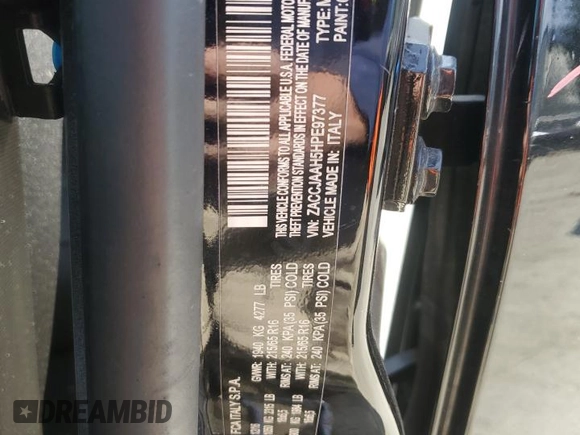 FCA ITALY S.P.A.
GVWR: 1940 KG 4277 LB
WITH: 215/65 R16 TIRES
RIMS AT: 240 KPA (35 PSI) COLD
WITH: 215/65 R16 TIRES
RIMS AT: 240 KPA (35 PSI) COLD
THIS VEHICLE CONFORMS TO ALL APPLICABLE U.S.A. FEDERAL MOTOR
THEFT PREVENTION STANDARDS IN EFFECT ON THE DATE OF MANUF
VIN: ZACCJAAH5HPE97377
VEHICLE MADE IN: ITALY
TYPE:
PAINT:
DREAMBID